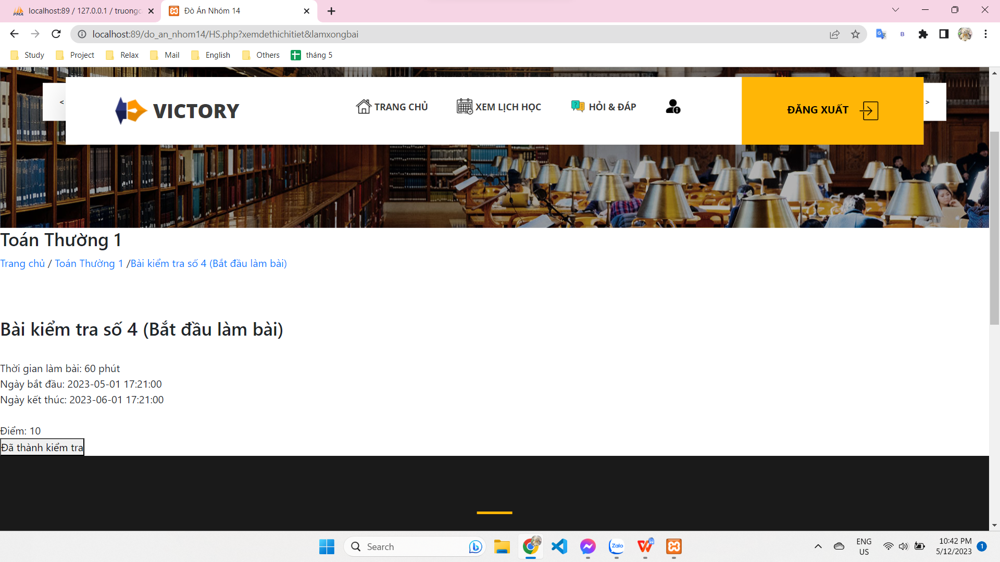 localhost:89 / 127.0.0.1 / truongc
Đò Án Nhóm 14
localhost:89/do_an_nhom14/HS.php?xemdethichitiet&lamxongbai
Study
Project
Relax
Mail
English
Others
tháng 5
<
VICTORY
TRANG CHỦ
XEM LỊCH HỌC
HỎI & ĐÁP
ĐĂNG XUẤT
>
Toán Thường 1
Trang chủ / Toán Thường 1 /Bài kiểm tra số 4 (Bắt đầu làm bài)
Bài kiểm tra số 4 (Bắt đầu làm bài)
Thời gian làm bài: 60 phút
Ngày bắt đầu: 2023-05-01 17:21:00
Ngày kết thúc: 2023-06-01 17:21:00
Điểm: 10
Đã thành kiểm tra
Search
Zalo
ENG
US
10:42 PM
5/12/2023
1